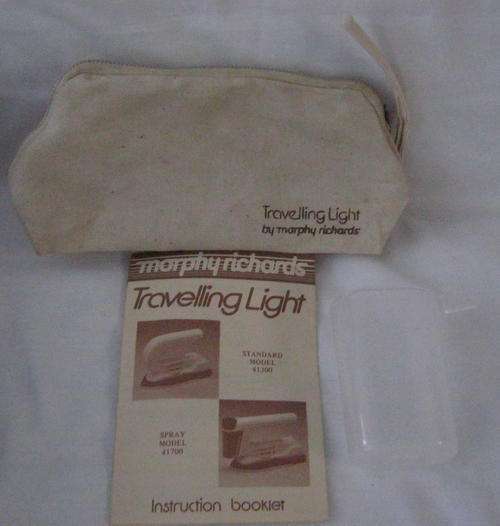 Travelling Light
by morphy richards
morphy richards
Travelling Light
STANDARD
MODEL
41300
SPRAY
MODEL
41700
Instruction booklet